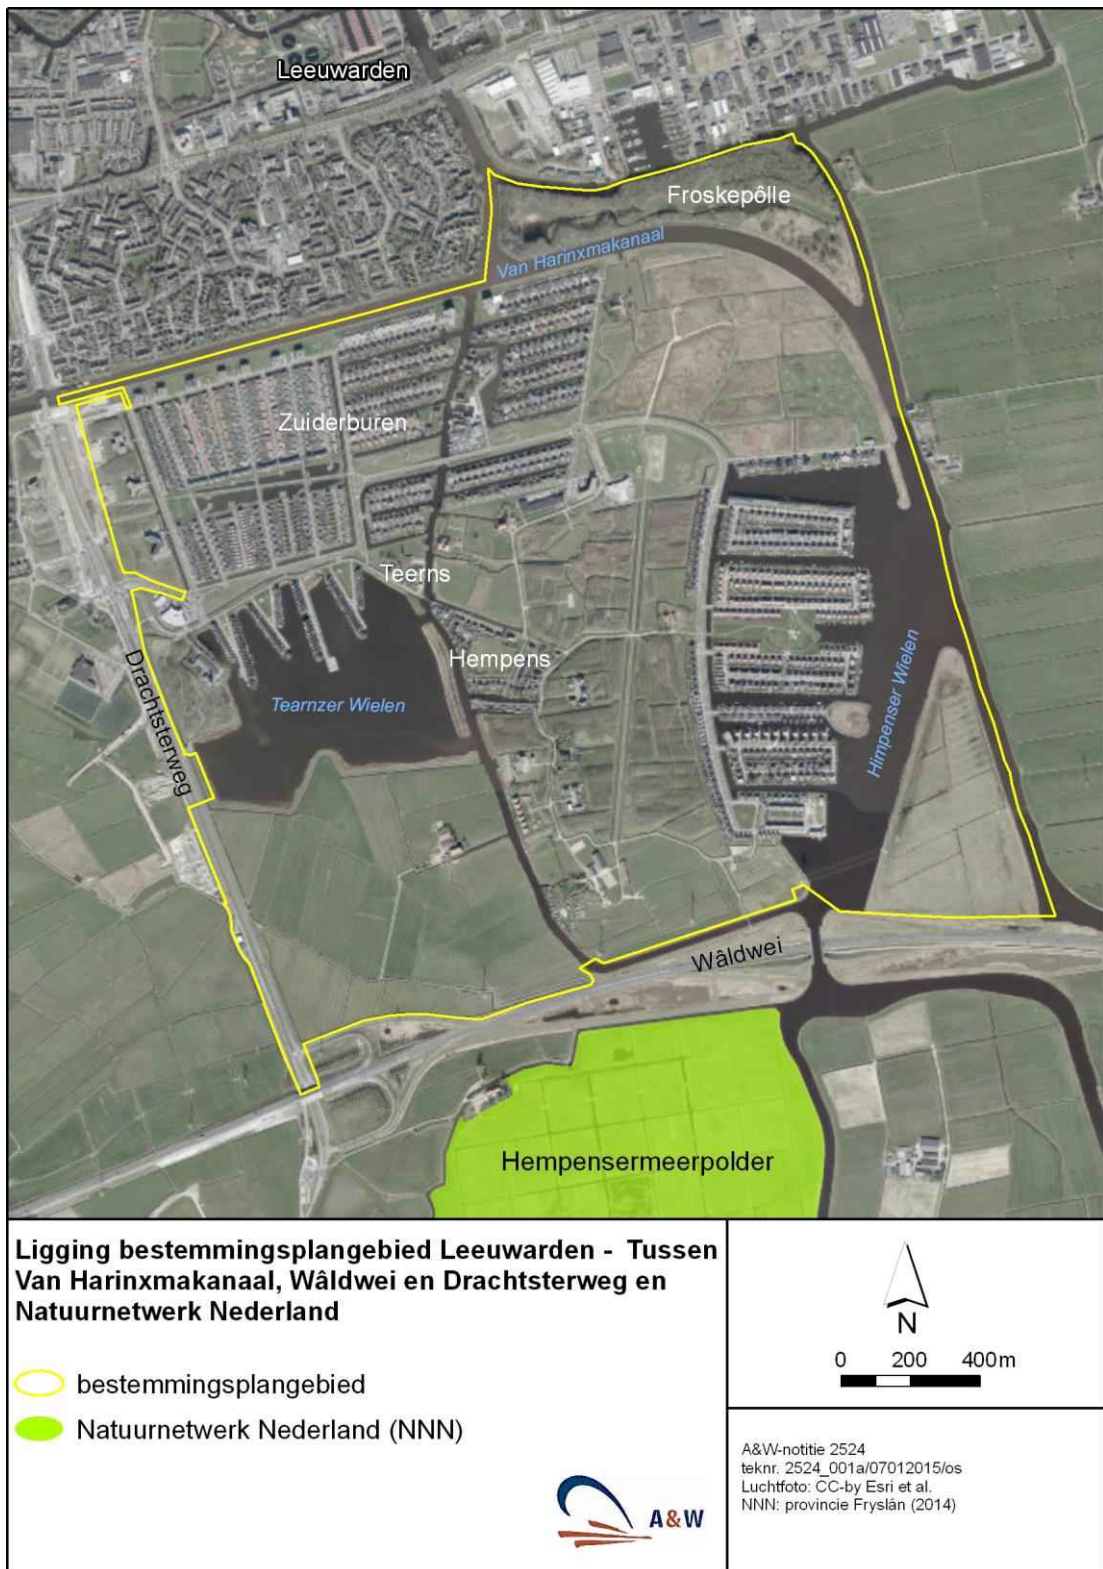 Leeuwarden
Froskepôlle
Van Harinxmakanaal
Zuiderburen
Teerns
Hempens
Drachtsterweg
Tearnzer Wielen
Himpenser Wielen
Wâldwei
Hempensermeerpolder
Ligging bestemmingsplangebied Leeuwarden - Tussen
Van Harinxmakanaal, Wâldwei en Drachtsterweg en
Natuurnetwerk Nederland
bestemmingsplangebied
Natuurnetwerk Nederland (NNN)
A&W
N
0 200 400m
A&W-notitie 2524
teknr. 2524_001a/07012015/os
Luchtfoto: CC-by Esri et al.
NNN: provincie Fryslân (2014)